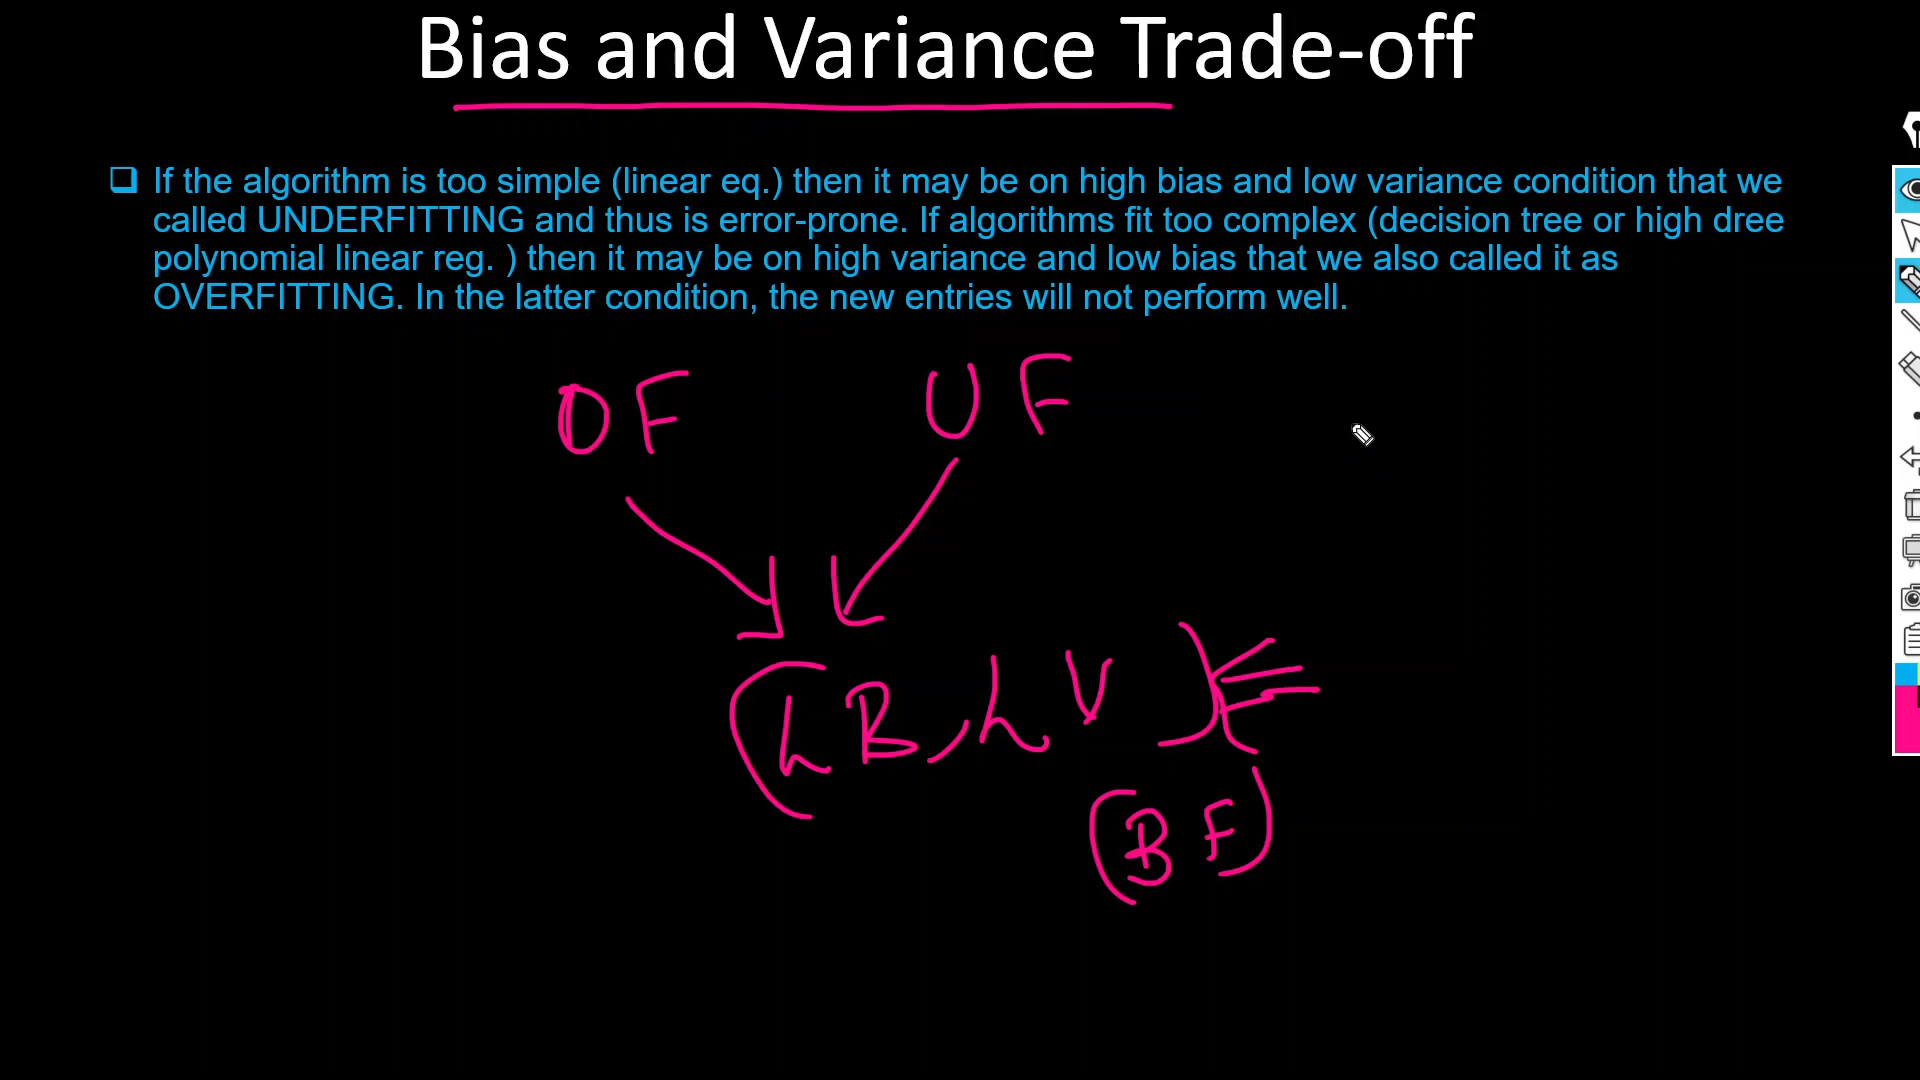 Bias and Variance Trade-off
If the algorithm is too simple (linear eq.) then it may be on high bias and low variance condition that we
called UNDERFITTING and thus is error-prone. If algorithms fit too complex (decision tree or high dree
polynomial linear reg. ) then it may be on high variance and low bias that we also called it as
OVERFITTING. In the latter condition, the new entries will not perform well.
OF UF
(LB, LV)
(BF)